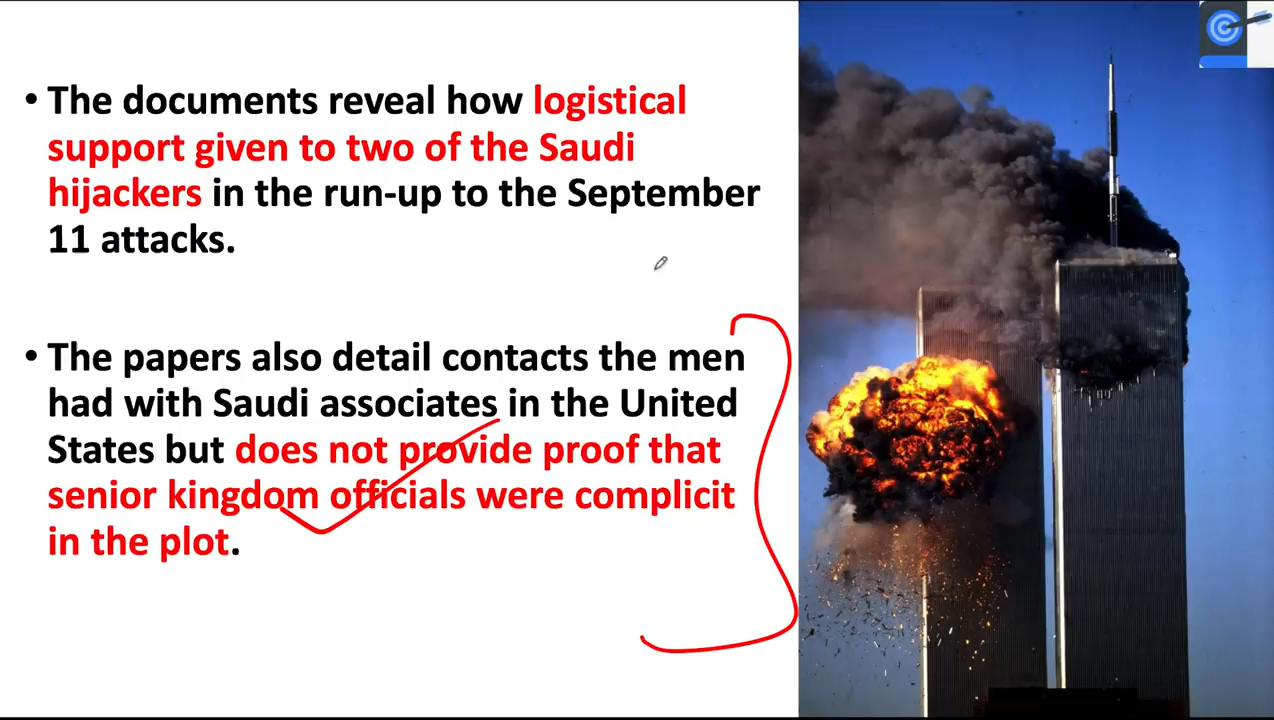 • The documents reveal how logistical
support given to two of the Saudi
hijackers in the run-up to the September
11 attacks.
• The papers also detail contacts the men
had with Saudi associates in the United
States but does not provide proof that
senior kingdom officials were complicit
in the plot.